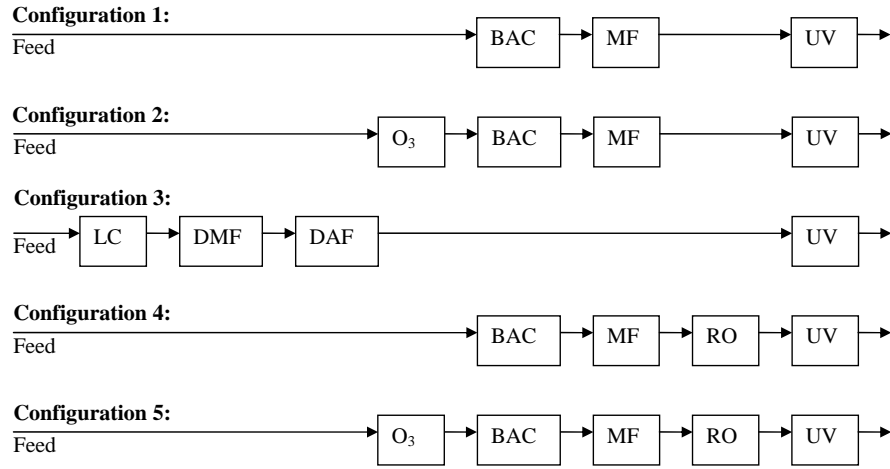 Configuration 1:
Feed BAC MF UV
Configuration 2:
Feed O₃ BAC MF UV
Configuration 3:
Feed LC DMF DAF UV
Configuration 4:
Feed BAC MF RO UV
Configuration 5:
Feed O₃ BAC MF RO UV